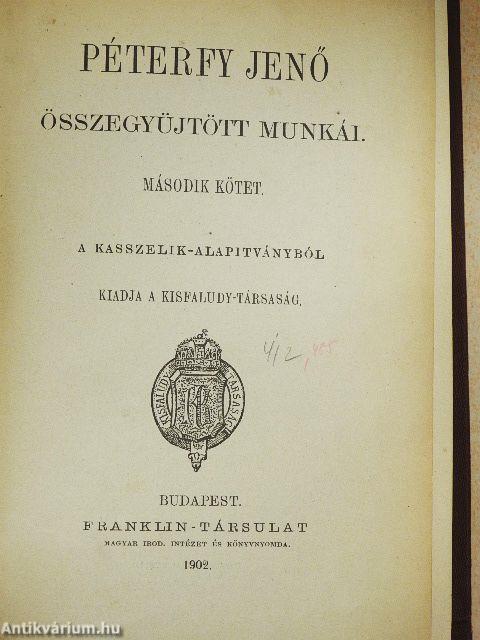 PÉTERFY JENŐ
ÖSSZEGYÜJTÖTT MUNKÁI.
MÁSODIK KÖTET.
A KASSZELIK-ALAPITVÁNYBÓL
KIADJA A KISFALUDY-TÁRSASÁG.
KISFALUDY TÁRSASÁG
BUDAPEST.
FRANKLIN-TÁRSULAT
MAGYAR IROD. INTÉZET ÉS KÖNYVNYOMDA.
1902.
Antikvárium.hu